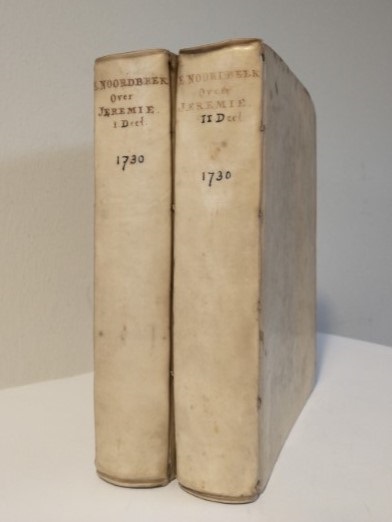 S. NOORDBEEK
Over
JEREMIE
I Deel
1730
S. NOORDBEEK
Over
JEREMIE
II Deel
1730